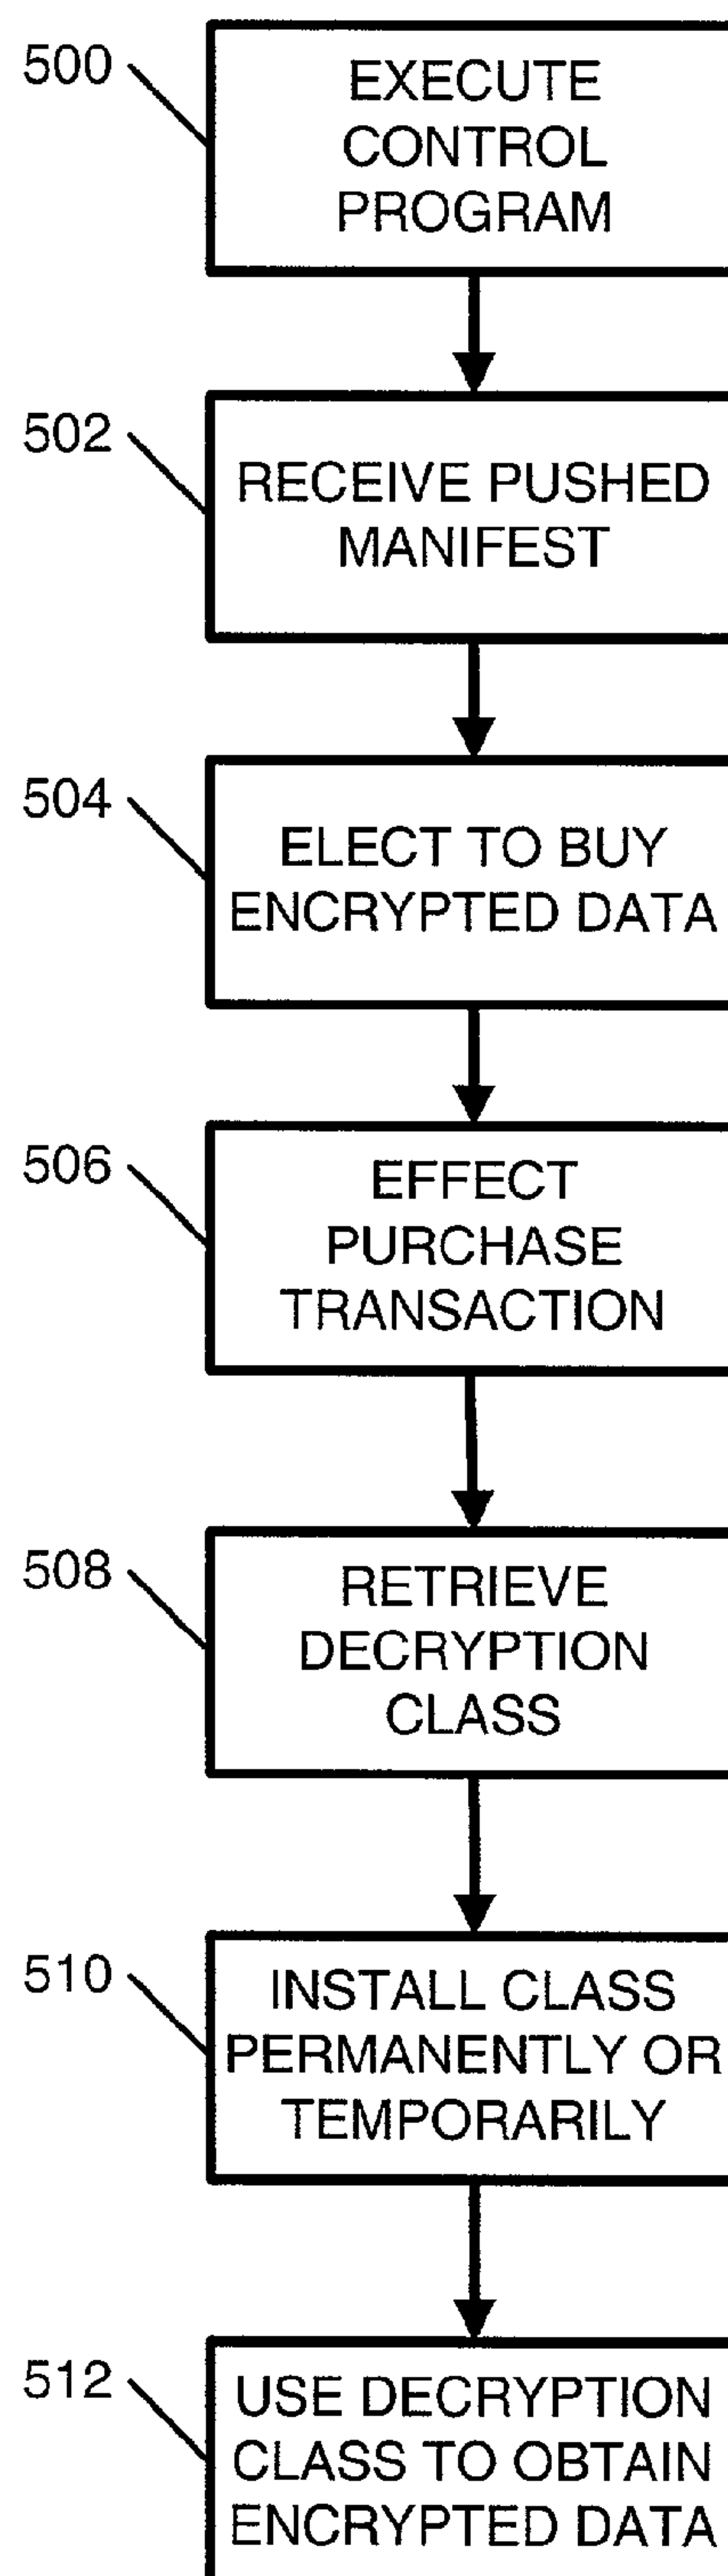 500
EXECUTE
CONTROL
PROGRAM
502
RECEIVE PUSHED
MANIFEST
504
ELECT TO BUY
ENCRYPTED DATA
506
EFFECT
PURCHASE
TRANSACTION
508
RETRIEVE
DECRYPTION
CLASS
510
INSTALL CLASS
PERMANENTLY OR
TEMPORARILY
512
USE DECRYPTION
CLASS TO OBTAIN
ENCRYPTED DATA